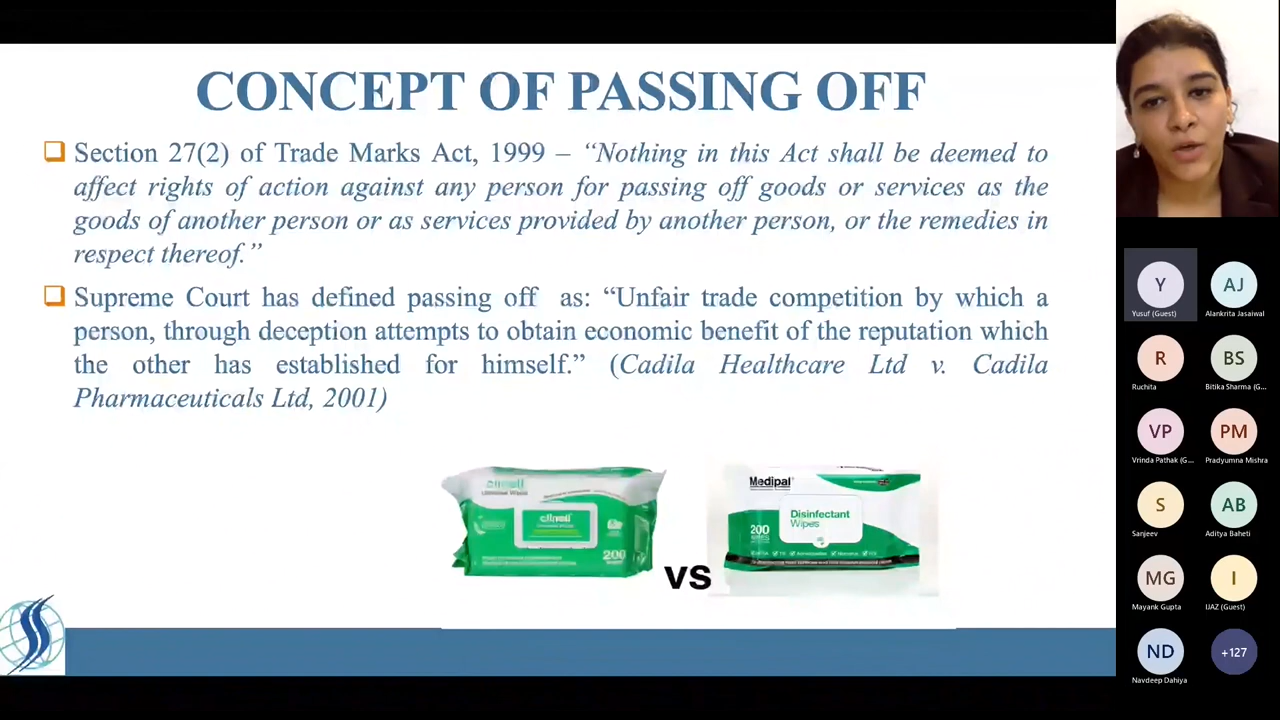 CONCEPT OF PASSING OFF
Section 27(2) of Trade Marks Act, 1999 – “Nothing in this Act shall be deemed to
affect rights of action against any person for passing off goods or services as the
goods of another person or as services provided by another person, or the remedies in
respect thereof.”
Supreme Court has defined passing off as: “Unfair trade competition by which a
person, through deception attempts to obtain economic benefit of the reputation which
the other has established for himself.” (Cadila Healthcare Ltd v. Cadila
Pharmaceuticals Ltd, 2001)
clinell
clinell
200
VS
Medipal
Disinfectant
Wipes
200
Y
Yusuf (Guest)
AJ
Alankrita Jasaiwal
R
Ruchita
BS
Bitika Sharma (G...
VP
Vrinda Pathak (G...
PM
Pradyumna Mishra
S
Sanjeev
AB
Aditya Baheti
MG
Mayank Gupta
I
IJAZ (Guest)
ND
Navdeep Dahiya
+127